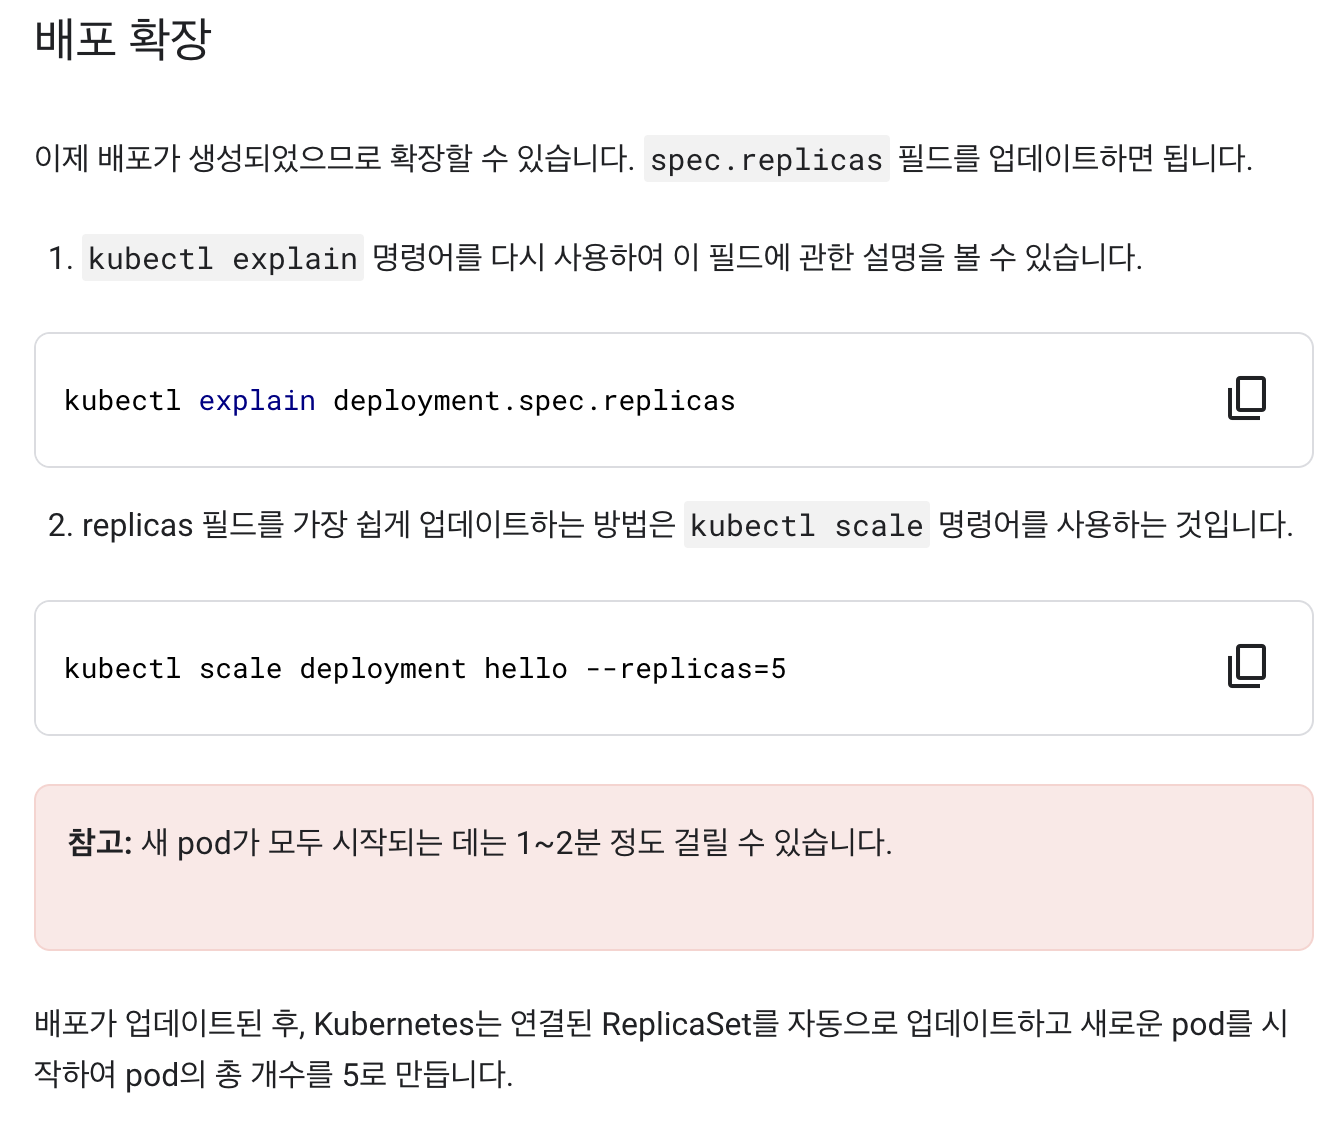 배포 확장
이제 배포가 생성되었으므로 확장할 수 있습니다. spec.replicas 필드를 업데이트하면 됩니다.
1. kubectl explain 명령어를 다시 사용하여 이 필드에 관한 설명을 볼 수 있습니다.
kubectl explain deployment.spec.replicas
2. replicas 필드를 가장 쉽게 업데이트하는 방법은 kubectl scale 명령어를 사용하는 것입니다.
kubectl scale deployment hello --replicas=5
참고: 새 pod가 모두 시작되는 데는 1~2분 정도 걸릴 수 있습니다.
배포가 업데이트된 후, Kubernetes는 연결된 ReplicaSet를 자동으로 업데이트하고 새로운 pod를 시
작하여 pod의 총 개수를 5로 만듭니다.